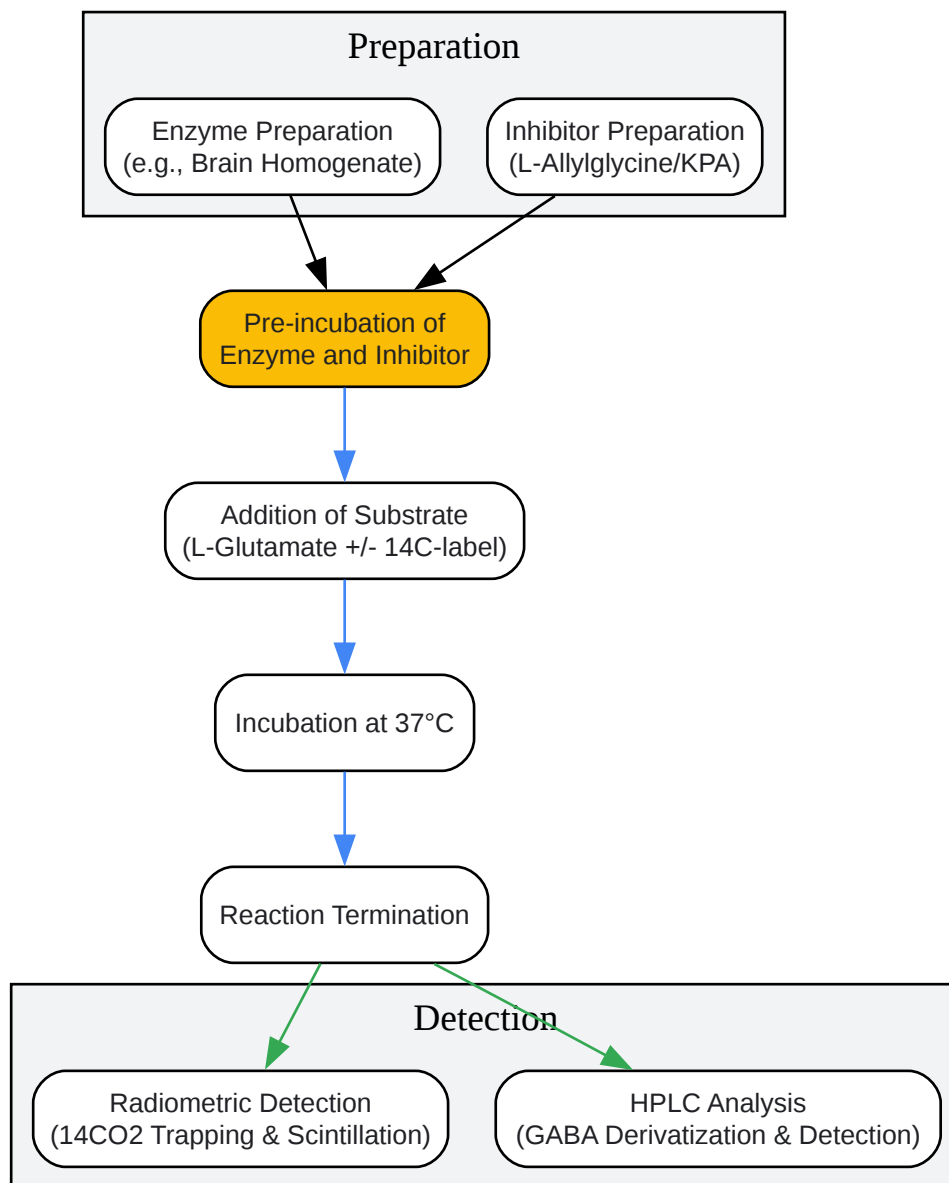 Preparation
Enzyme Preparation
(e.g., Brain Homogenate)
Inhibitor Preparation
(L-Allylglycine/KPA)
Pre-incubation of
Enzyme and Inhibitor
Addition of Substrate
(L-Glutamate +/- 14C-label)
Incubation at 37°C
Reaction Termination
Detection
Radiometric Detection
(14CO2 Trapping & Scintillation)
HPLC Analysis
(GABA Derivatization & Detection)